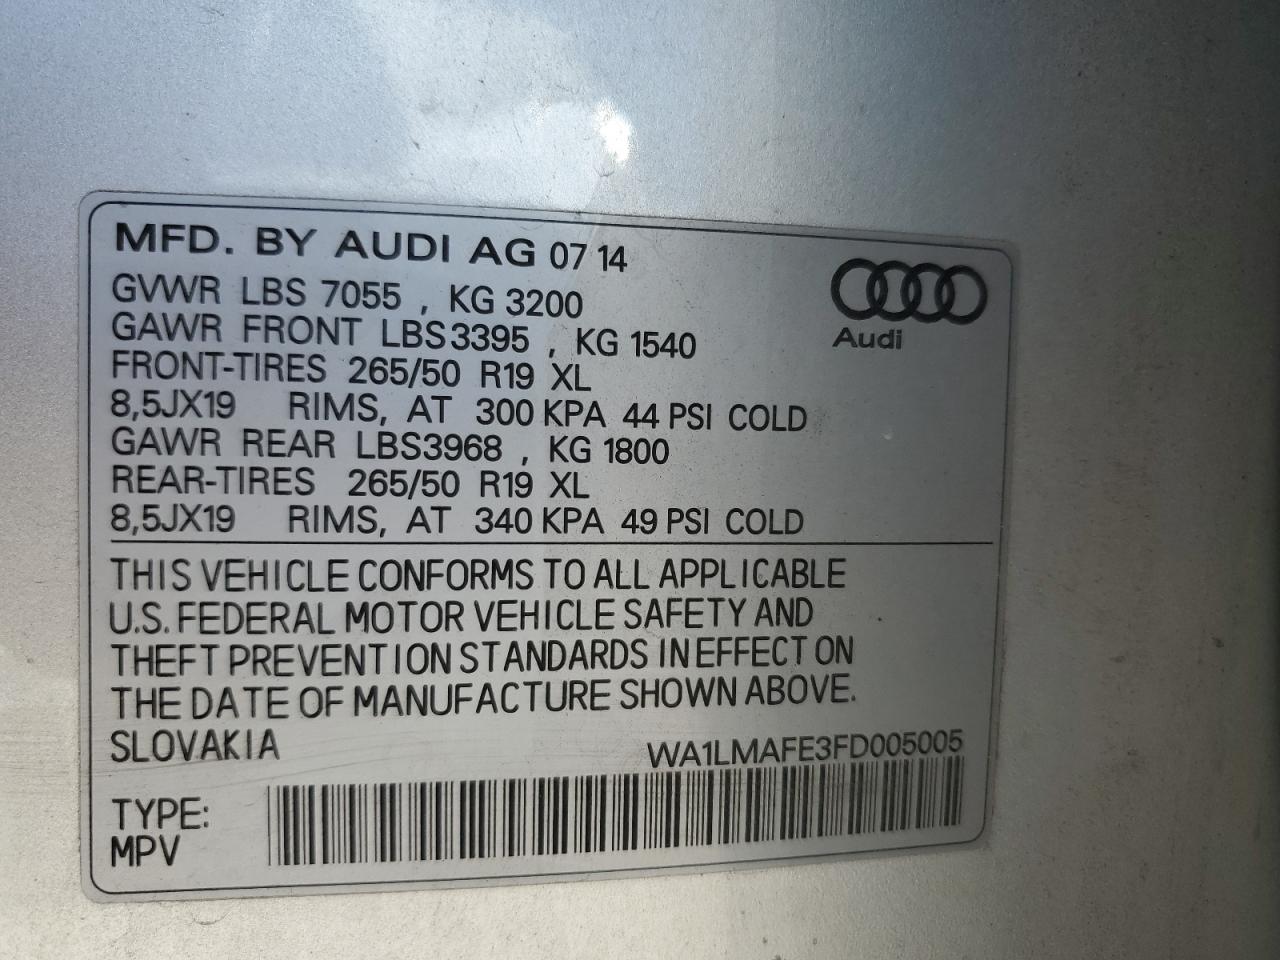 MFD. BY AUDI AG 07 14
GVWR LBS 7055 , KG 3200
GAWR FRONT LBS3395 , KG 1540
FRONT-TIRES 265/50 R19 XL
8,5JX19 RIMS, AT 300 KPA 44 PSI COLD
GAWR REAR LBS3968 , KG 1800
REAR-TIRES 265/50 R19 XL
8,5JX19 RIMS, AT 340 KPA 49 PSI COLD
Audi
THIS VEHICLE CONFORMS TO ALL APPLICABLE
U.S. FEDERAL MOTOR VEHICLE SAFETY AND
THEFT PREVENTION STANDARDS IN EFFECT ON
THE DATE OF MANUFACTURE SHOWN ABOVE.
SLOVAKIA WA1LMAFE3FD005005
TYPE:
MPV